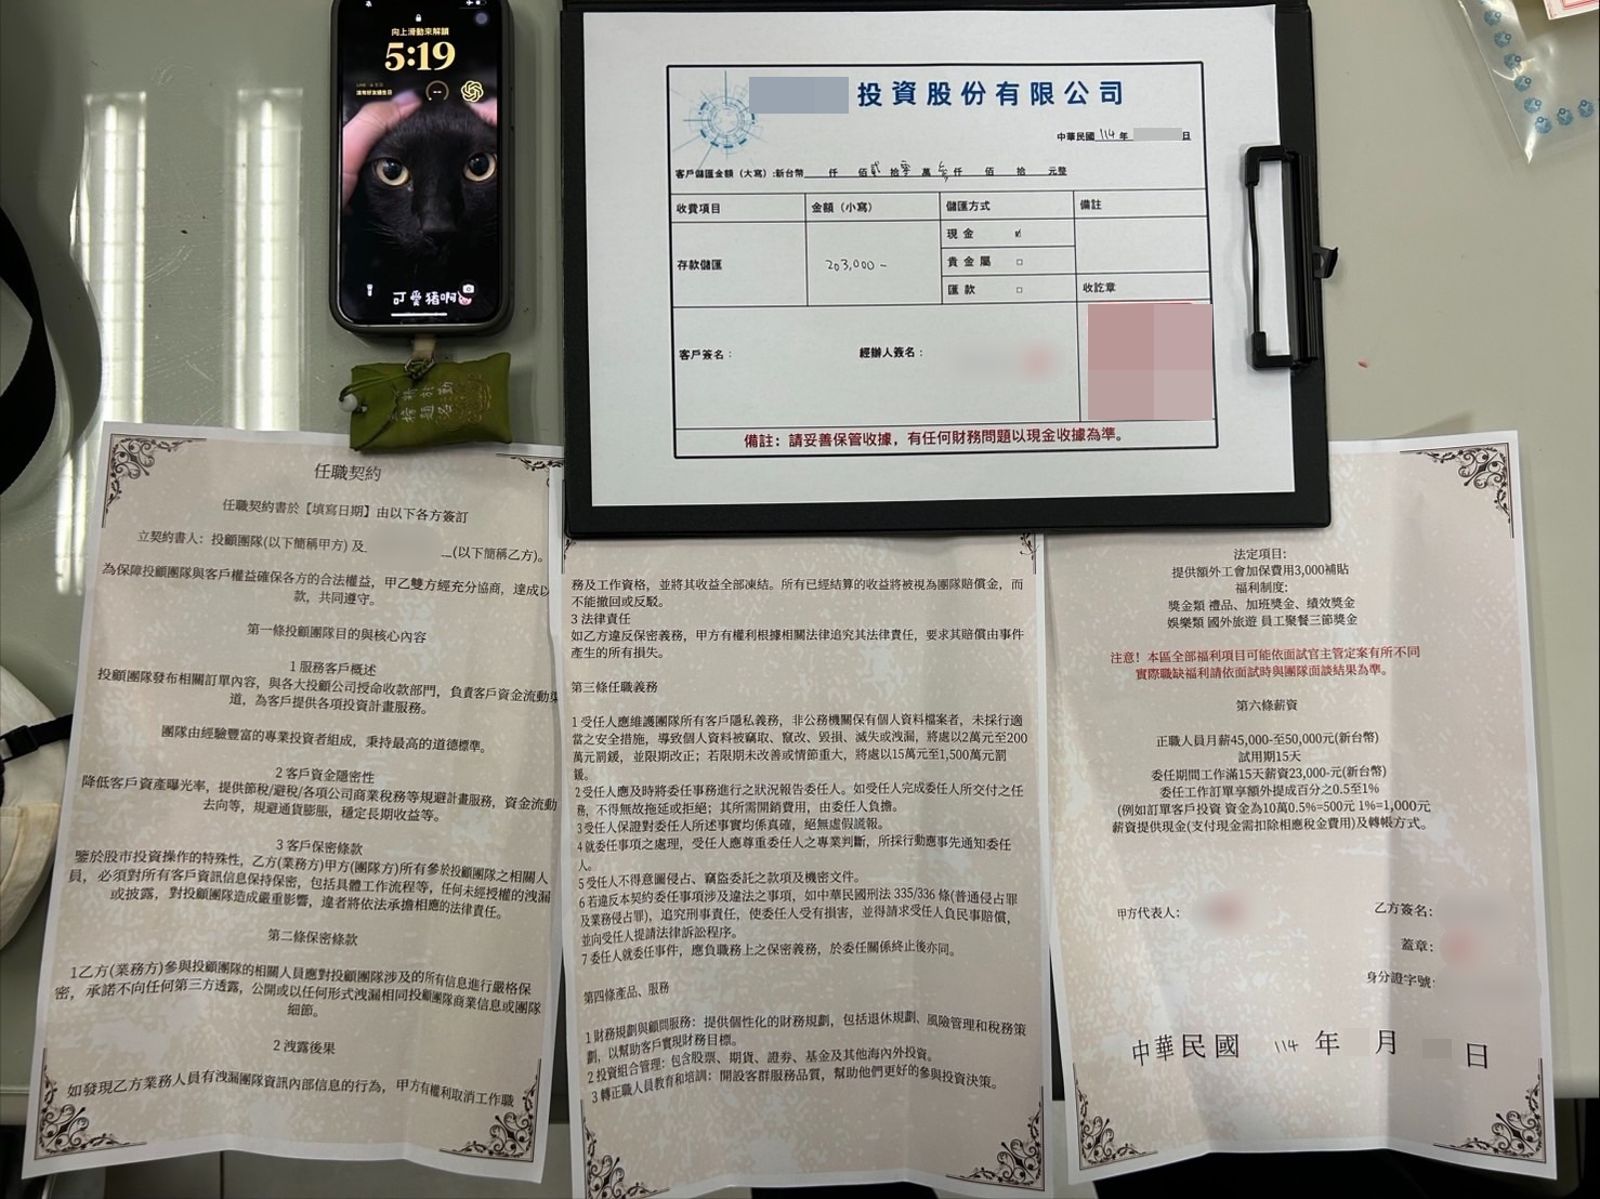 向上滑動來解鎖
5:19
可愛豬啊
投資股份有限公司
中華民國 114 年 日
客戶儲匯金額（大寫）:新台幣 仟 佰 貳 拾 零 萬 參 仟 佰 拾 元整
收費項目 金額（小寫） 儲匯方式 備註
現金
存款儲匯 203,000- 貴金屬 □
匯款 □ 收訖章
客戶簽名： 經辦人簽名：
備註：請妥善保管收據，有任何財務問題以現金收據為準。
任職契約
任職契約書於【填寫日期】由以下各方簽訂
立契約書人：投顧團隊(以下簡稱甲方) 及 (以下簡稱乙方)。
為保障投顧團隊與客戶權益確保各方的合法權益，甲乙雙方經充分協商，達成以
款，共同遵守。
第一條投顧團隊目的與核心內容
1 服務客戶概述
投顧團隊發布相關訂單內容，與各大投顧公司授命收款部門，負責客戶資金流動渠
道，為客戶提供各項投資計畫服務。
團隊由經驗豐富的專業投資者組成，秉持最高的道德標準。
2 客戶資金隱密性
降低客戶資產曝光率，提供節稅/避稅/各項公司商業稅務等規避計畫服務，資金流動
去向等，規避通貨膨脹，穩定長期收益等。
3 客戶保密條款
鑒於股市投資操作的特殊性，乙方(業務方)甲方(團隊方)所有參於投顧團隊之相關人
員，必須對所有客戶資訊信息保持保密，包括具體工作流程等，任何未經授權的洩漏
或披露，對投顧團隊造成嚴重影響，違者將依法承擔相應的法律責任。
第二條保密條款
1乙方(業務方)參與投顧團隊的相關人員應對投顧團隊涉及的所有信息進行嚴格保
密，承諾不向任何第三方透露，公開或以任何形式洩漏相同投顧團隊商業信息或團隊
細節。
2 洩露後果
如發現乙方業務人員有洩漏團隊資訊內部信息的行為，甲方有權利取消工作職
務及工作資格，並將其收益全部凍結。所有已經結算的收益將被視為團隊賠償金，而
不能撤回或反駁。
3 法律責任
如乙方違反保密義務，甲方有權利根據相關法律追究其法律責任，要求其賠償由事件
產生的所有損失。
第三條任職義務
1 受任人應維護團隊所有客戶隱私義務，非公務機關保有個人資料檔案者，未採行適
當之安全措施，導致個人資料被竊取、竄改、毀損、滅失或洩漏，將處以2萬元至200
萬元罰鍰，並限期改正；若限期未改善或情節重大，將處以15萬元至1,500萬元罰
鍰。
2 受任人應及時將委任事務進行之狀況報告委任人。如受任人完成委任人所交付之任
務，不得無故拖延或拒絕；其所需開銷費用，由委任人負擔。
3 受任人保證對委任人所述事實均係真確，絕無虛假謊報。
4 就委任事項之處理，受任人應尊重委任人之專業判斷，所採行動應事先通知委任
人。
5 受任人不得意圖侵占、竊盜委託之款項及機密文件。
6 若違反本契約委任事項涉及違法之事項，如中華民國刑法 335/336 條(普通侵占罪
及業務侵占罪)，追究刑事責任，使委任人受有損害，並得請求受任人負民事賠償，
並向受任人提請法律訴訟程序。
7 委任人就委任事件，應負職務上之保密義務，於委任關係終止後亦同。
第四條產品、服務
1 財務規劃與顧問服務：提供個性化的財務規劃，包括退休規劃、風險管理和稅務策
劃，以幫助客戶實現財務目標。
2 投資組合管理：包含股票、期貨、證券、基金及其他海內外投資。
3 轉正職人員教育和培訓：開設客群服務品質，幫助他們更好的參與投資決策。
法定項目:
提供額外工會加保費用3,000補貼
福利制度:
獎金類 禮品、加班獎金、績效獎金
娛樂類 國外旅遊 員工聚餐三節獎金
注意！本區全部福利項目可能依面試官主管定案有所不同
實際職缺福利請依面試時與團隊面談結果為準。
第六條薪資
正職人員月薪45,000-至50,000元(新台幣)
試用期15天
委任期間工作滿15天薪資23,000-元(新台幣)
委任工作訂單享額外提成百分之0.5至1%
(例如訂單客戶投資 資金為10萬0.5%=500元 1%=1,000元
薪資提供現金(支付現金需扣除相應稅金費用)及轉帳方式。
甲方代表人： 乙方簽名：
蓋章：
身分證字號：
中華民國 114 年 月 日